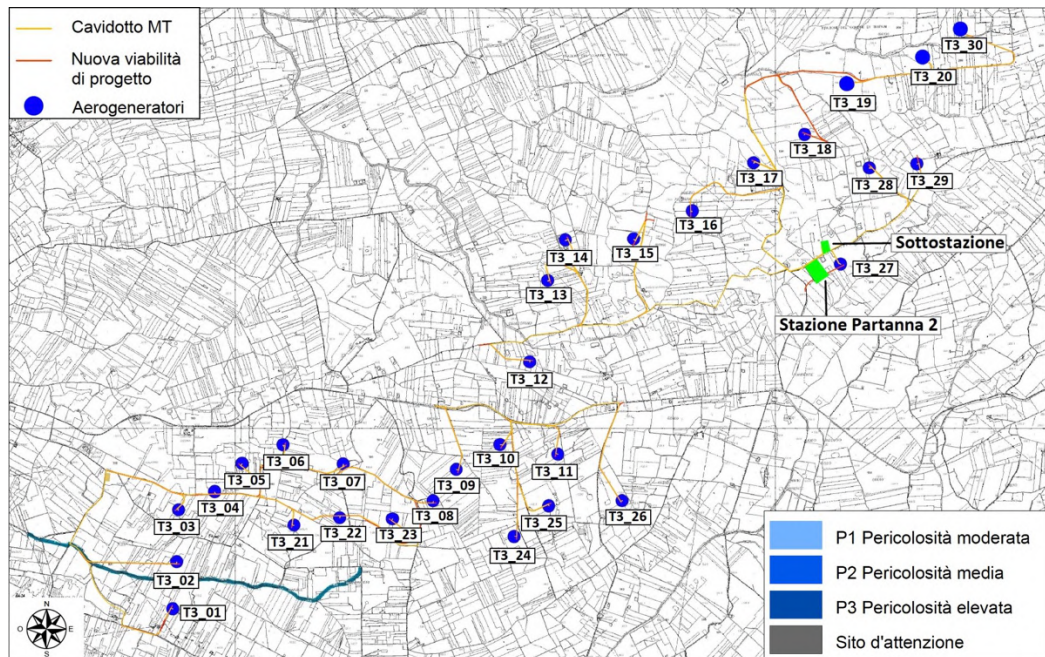 Cavidotto MT
Nuova viabilità
di progetto
Aerogeneratori
T3_30
T3_20
T3_19
T3_18
T3_17
T3_28
T3_29
T3_16
T3_14
T3_15
Sottostazione
T3_27
T3_13
Stazione Partanna 2
T3_12
T3_06
T3_10
T3_11
T3_05
T3_07
T3_09
T3_04
T3_08
T3_26
T3_03
T3_25
T3_21
T3_22
T3_23
T3_24
T3_02
T3_01
P1 Pericolosità moderata
P2 Pericolosità media
P3 Pericolosità elevata
Sito d'attenzione
N
O
E
S